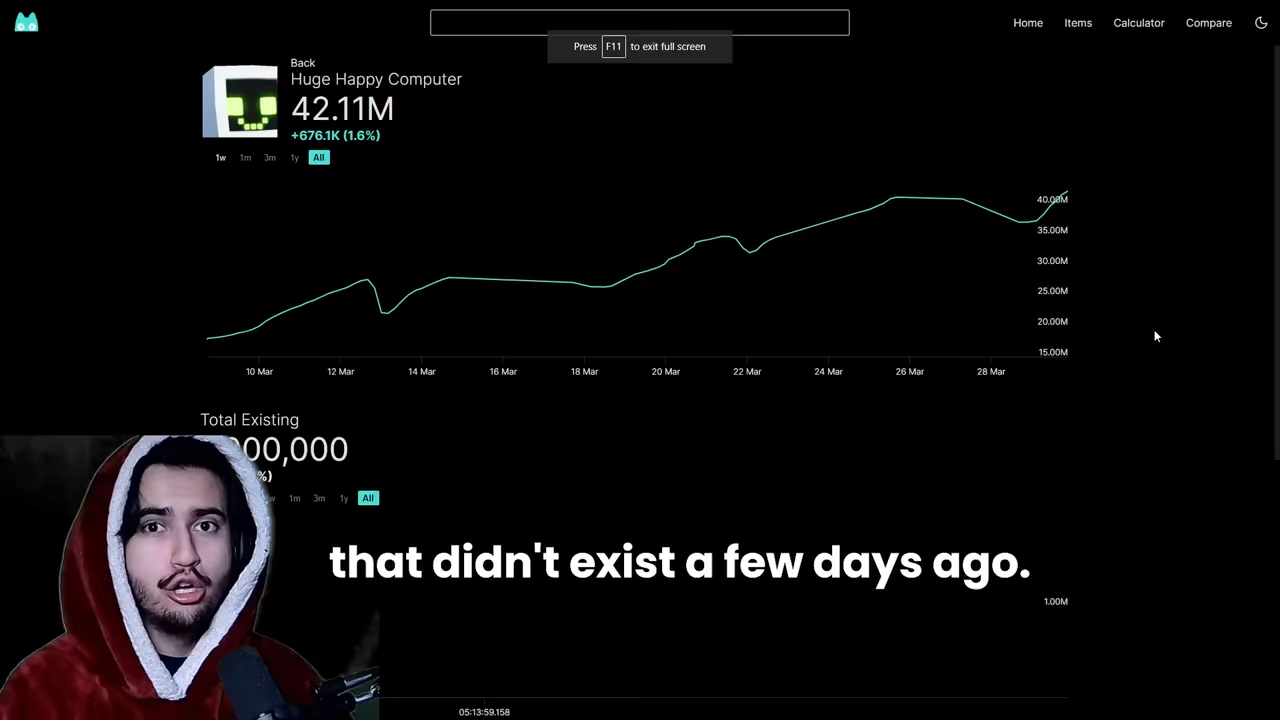 Home Items Calculator Compare
Press F11 to exit full screen
Back
Huge Happy Computer
42.11M
+676.1K (1.6%)
1w 1m 3m 1y All
40.00M
35.00M
30.00M
25.00M
20.00M
15.00M
10 Mar 12 Mar 14 Mar 16 Mar 18 Mar 20 Mar 22 Mar 24 Mar 26 Mar 28 Mar
Total Existing
00,000
%)
w 1m 3m 1y All
that didn't exist a few days ago.
1.00M
05:13:59.158